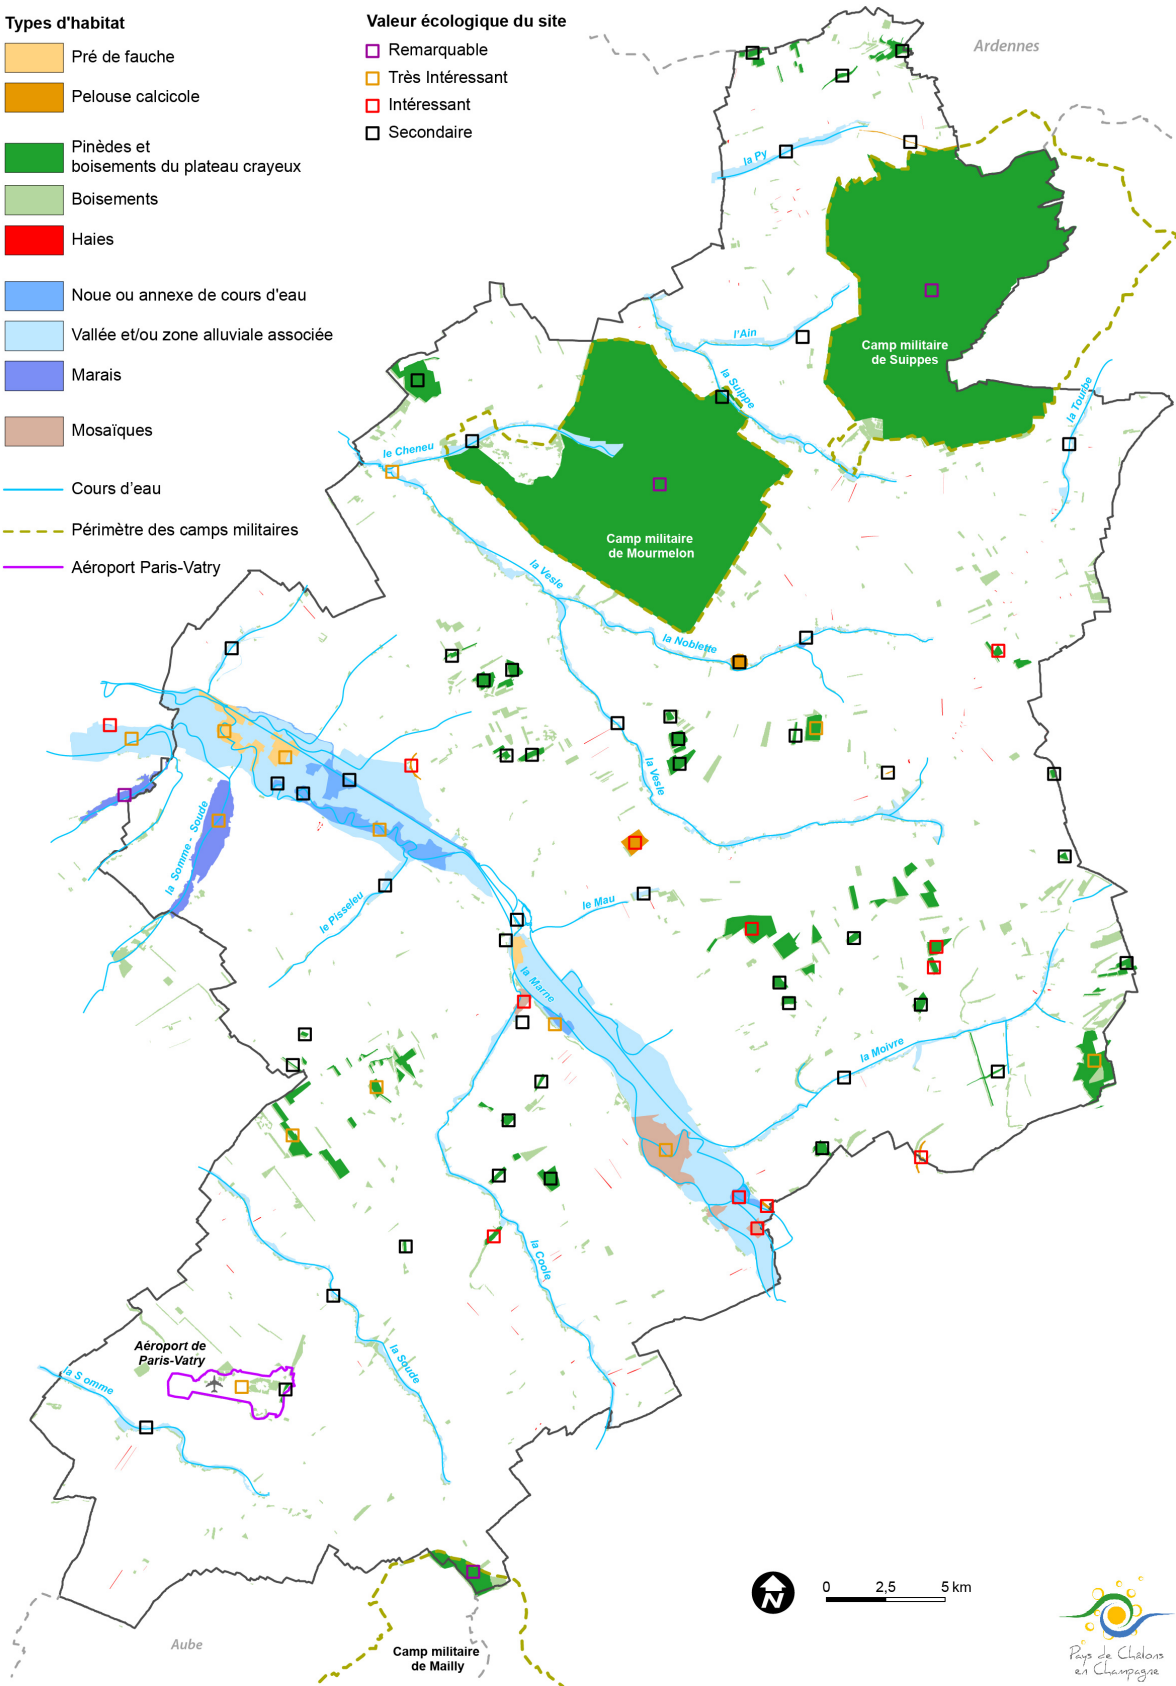 Types d'habitat
Pré de fauche
Pelouse calcicole
Pinèdes et
boisements du plateau crayeux
Boisements
Haies
Noue ou annexe de cours d'eau
Vallée et/ou zone alluviale associée
Marais
Mosaïques
Cours d'eau
Périmètre des camps militaires
Aéroport Paris-Vatry
Valeur écologique du site
Remarquable
Très Intéressant
Intéressant
Secondaire
Ardennes
la Py
l'Ain
Camp militaire
de Suippes
la Suippe
la Tourbe
le Cheneu
Camp militaire
de Mourmelon
la Vesle
la Noblette
la Vesle
la Somme - Soude
le Pisseleu
le Mau
la Marne
la Moivre
la Coole
Aéroport de
Paris-Vatry
la Somme
la Soude
Camp militaire
de Mailly
Aube
N
0 2,5 5 km
Pays de Châlons
en Champagne